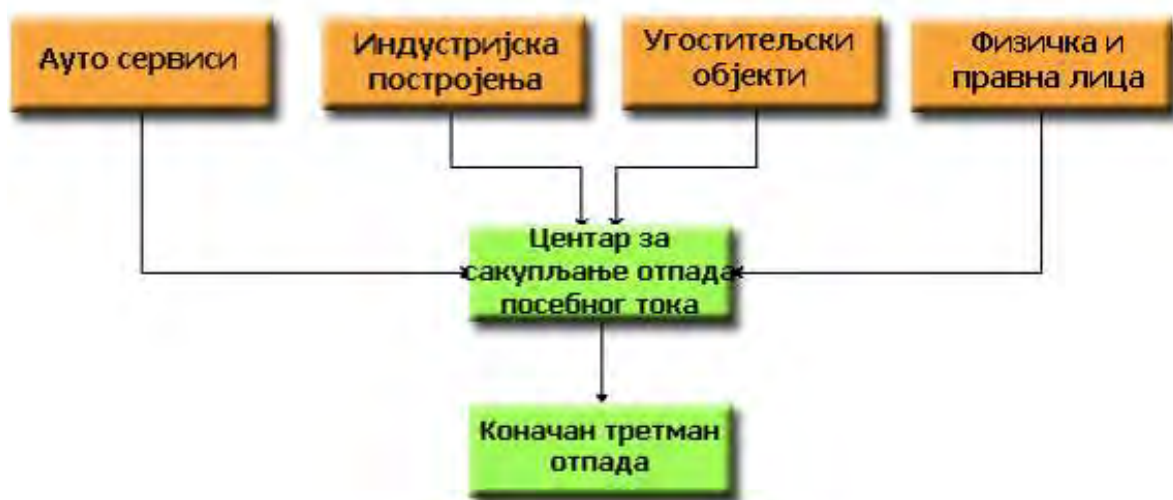 Ауто сервиси
Индустријска
постројења
Угоститељски
објекти
Физичка и
правна лица
Центар за
сакупљање отпада
посебног тока
Коначан третман
отпада